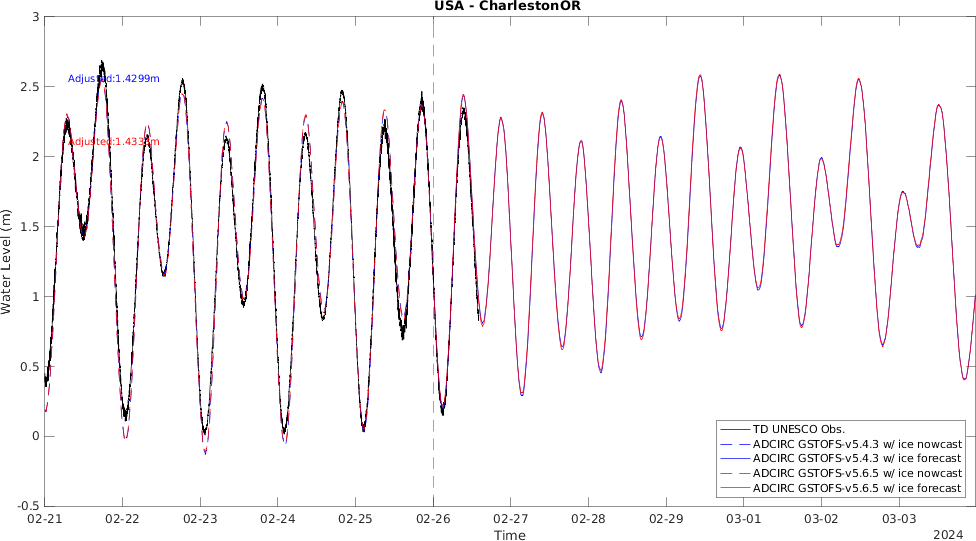 USA - CharlestonOR
3
2.5
2
1.5
1
0.5
0
-0.5
Water Level (m)
Adjusted:1.4299m
02-21
02-22
02-23
02-24
02-25
02-26
02-27
02-28
02-29
03-01
03-02
03-03
Time
2024
TD UNESCO Obs.
ADCIRC GSTOFS-v5.4.3 w/ ice nowcast
ADCIRC GSTOFS-v5.4.3 w/ ice forecast
ADCIRC GSTOFS-v5.6.5 w/ ice nowcast
ADCIRC GSTOFS-v5.6.5 w/ ice forecast